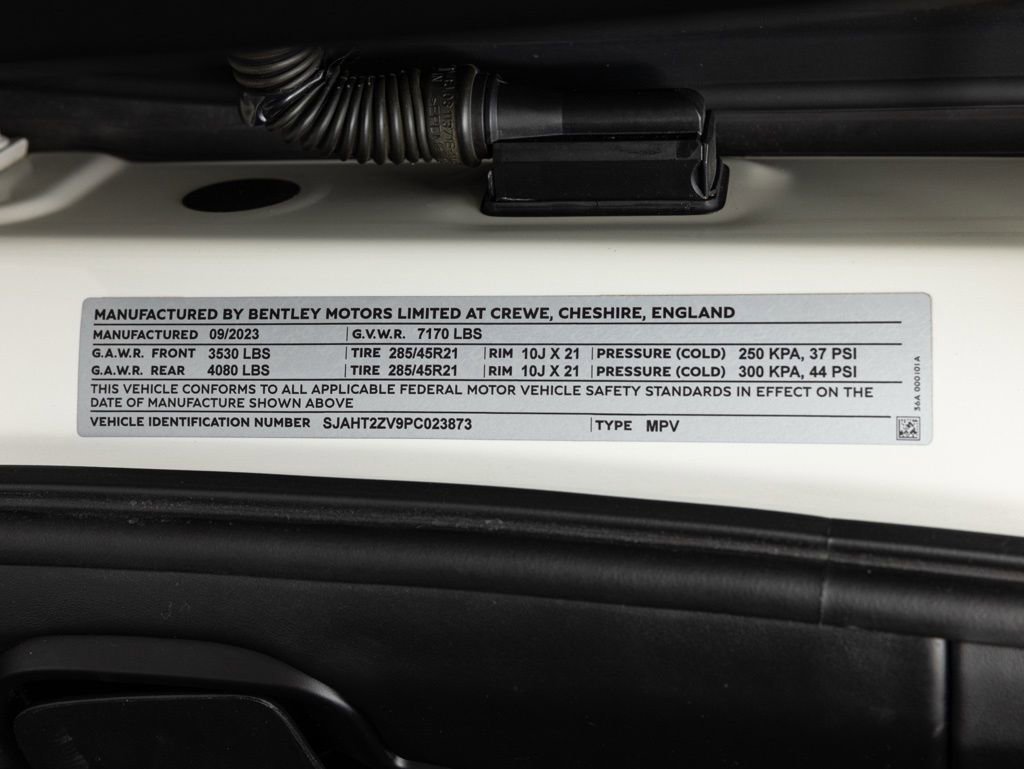 MANUFACTURED BY BENTLEY MOTORS LIMITED AT CREWE, CHESHIRE, ENGLAND
MANUFACTURED 09/2023 G.V.W.R. 7170 LBS
G.A.W.R. FRONT 3530 LBS TIRE 285/45R21 RIM 10J X 21 PRESSURE (COLD) 250 KPA, 37 PSI
G.A.W.R. REAR 4080 LBS TIRE 285/45R21 RIM 10J X 21 PRESSURE (COLD) 300 KPA, 44 PSI
THIS VEHICLE CONFORMS TO ALL APPLICABLE FEDERAL MOTOR VEHICLE SAFETY STANDARDS IN EFFECT ON THE
DATE OF MANUFACTURE SHOWN ABOVE
VEHICLE IDENTIFICATION NUMBER SJAHT2ZV9PC023873 TYPE MPV
36A 000101 A